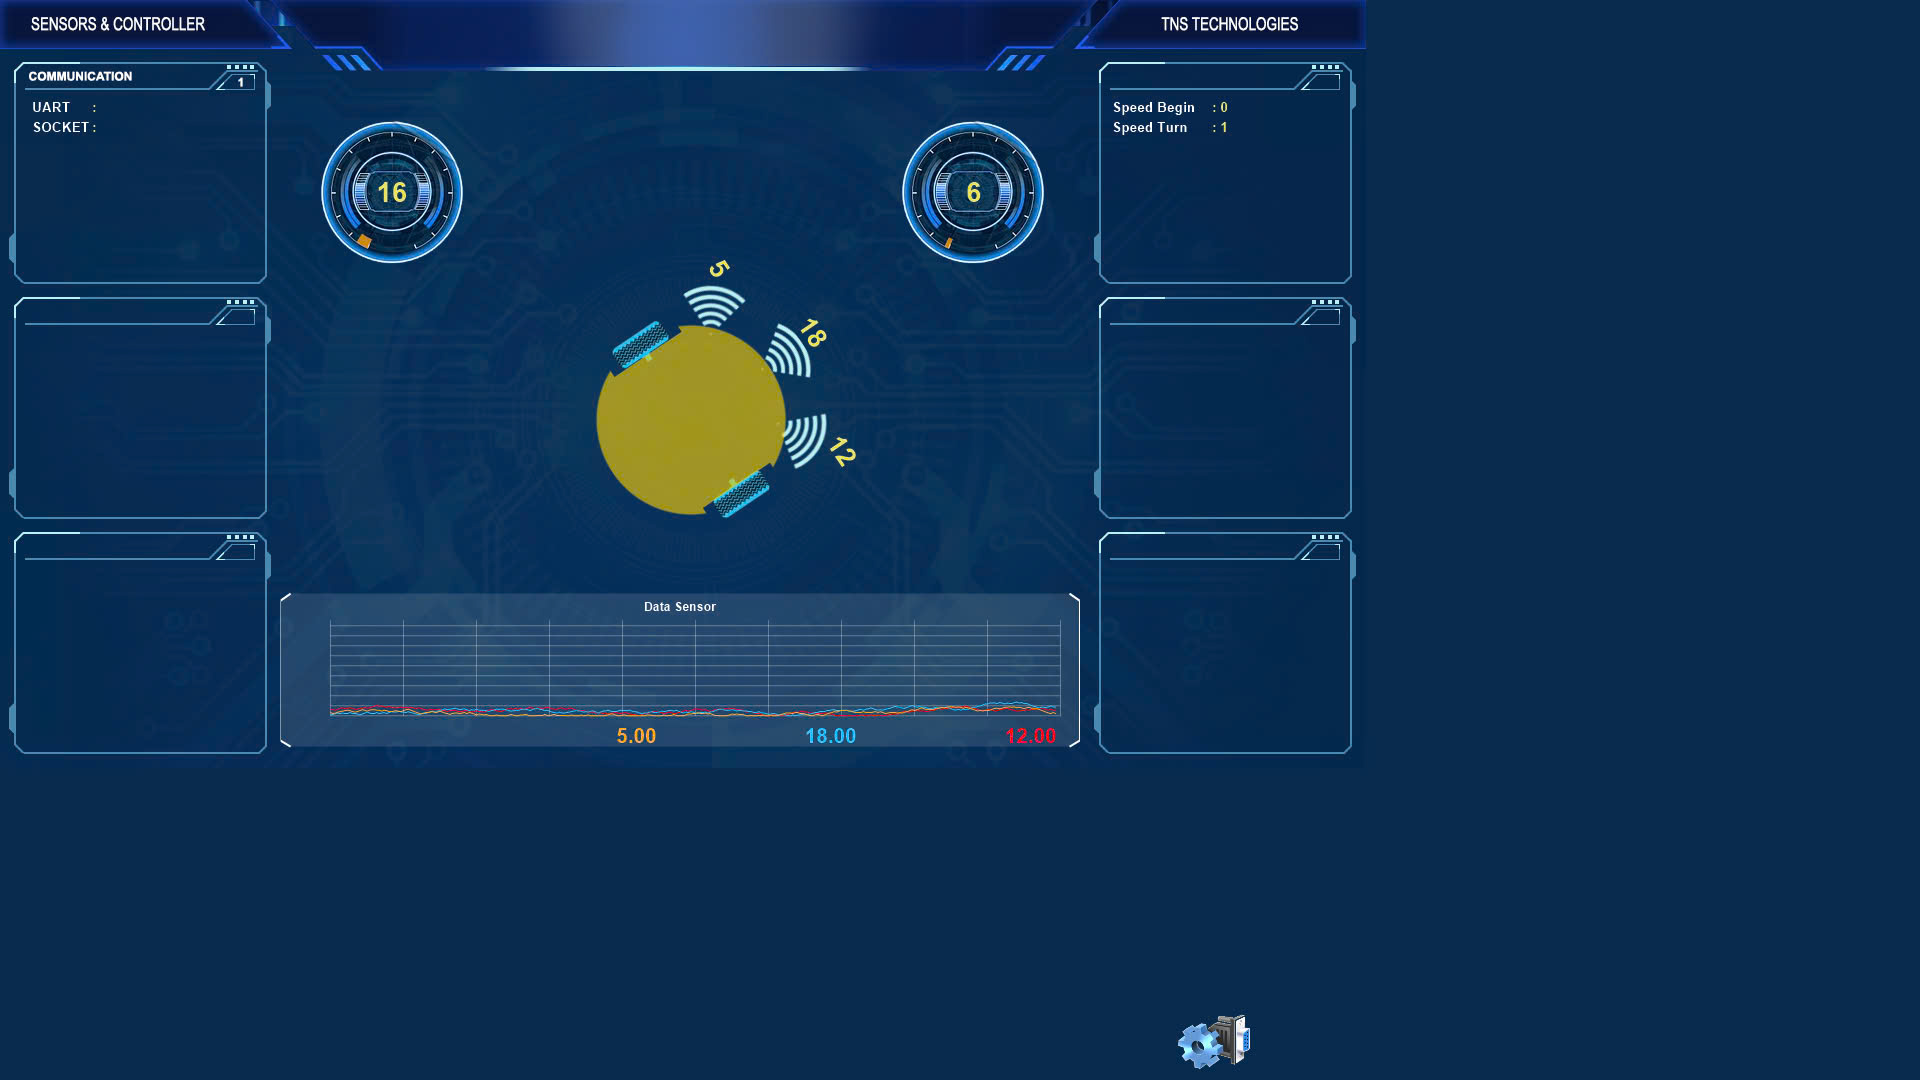 SENSORS & CONTROLLER
TNS TECHNOLOGIES
COMMUNICATION
1
UART :
SOCKET :
Speed Begin : 0
Speed Turn : 1
16
6
5
18
12
Data Sensor
5.00 18.00 12.00